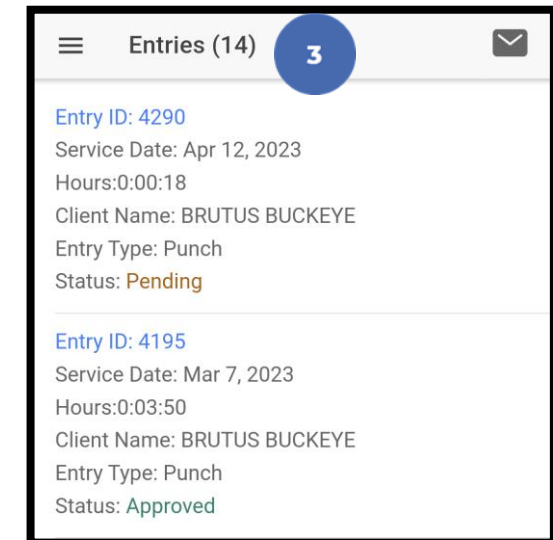 Entries (14)
3
Entry ID: 4290
Service Date: Apr 12, 2023
Hours:0:00:18
Client Name: BRUTUS BUCKEYE
Entry Type: Punch
Status: Pending
Entry ID: 4195
Service Date: Mar 7, 2023
Hours:0:03:50
Client Name: BRUTUS BUCKEYE
Entry Type: Punch
Status: Approved